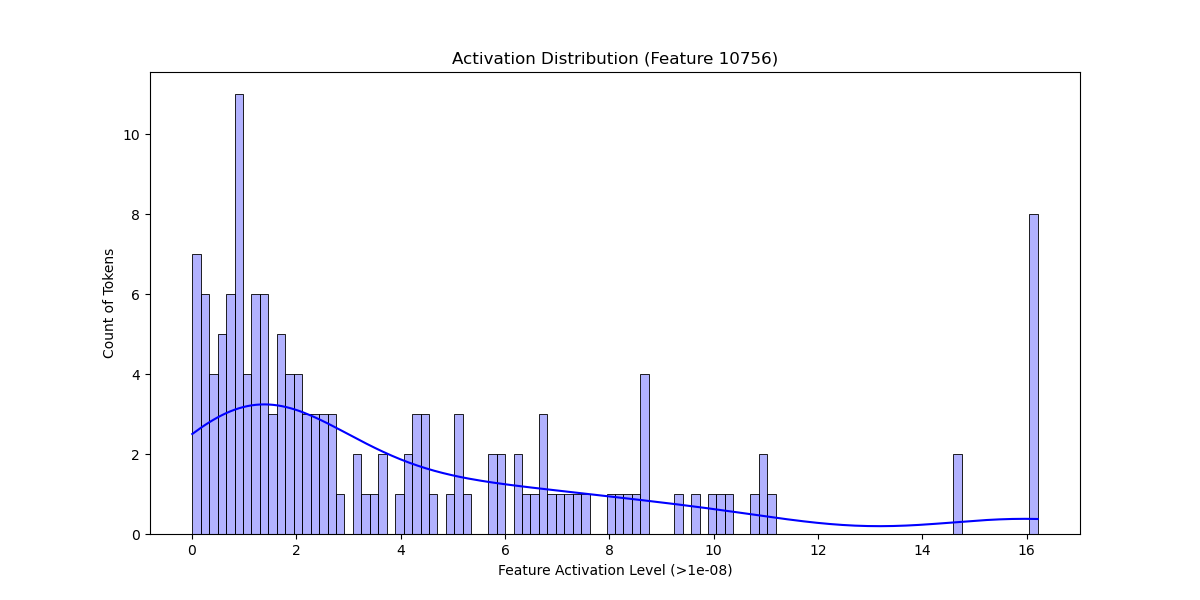 Activation Distribution (Feature 10756)
Count of Tokens
10
8
6
4
2
0
0 2 4 6 8 10 12 14 16
Feature Activation Level (>1e-08)